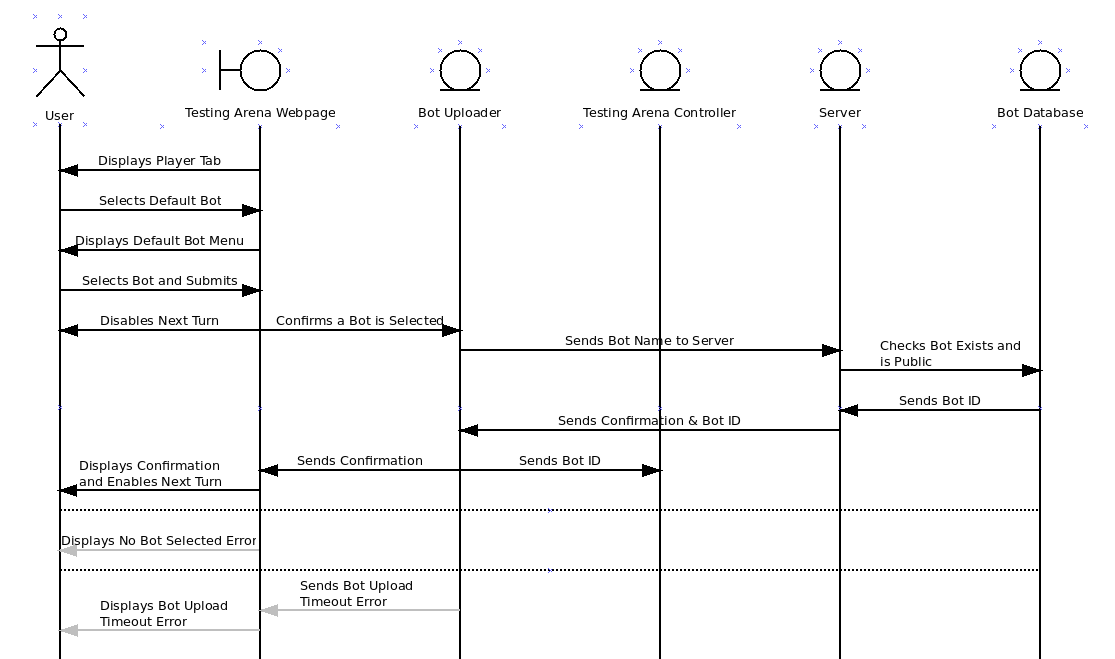 User
Testing Arena Webpage
Bot Uploader
Testing Arena Controller
Server
Bot Database
Displays Player Tab
Selects Default Bot
Displays Default Bot Menu
Selects Bot and Submits
Disables Next Turn
Confirms a Bot is Selected
Sends Bot Name to Server
Checks Bot Exists and
is Public
Sends Bot ID
Sends Confirmation & Bot ID
Sends Confirmation
Sends Bot ID
Displays Confirmation
and Enables Next Turn
Displays No Bot Selected Error
Sends Bot Upload
Timeout Error
Displays Bot Upload
Timeout Error